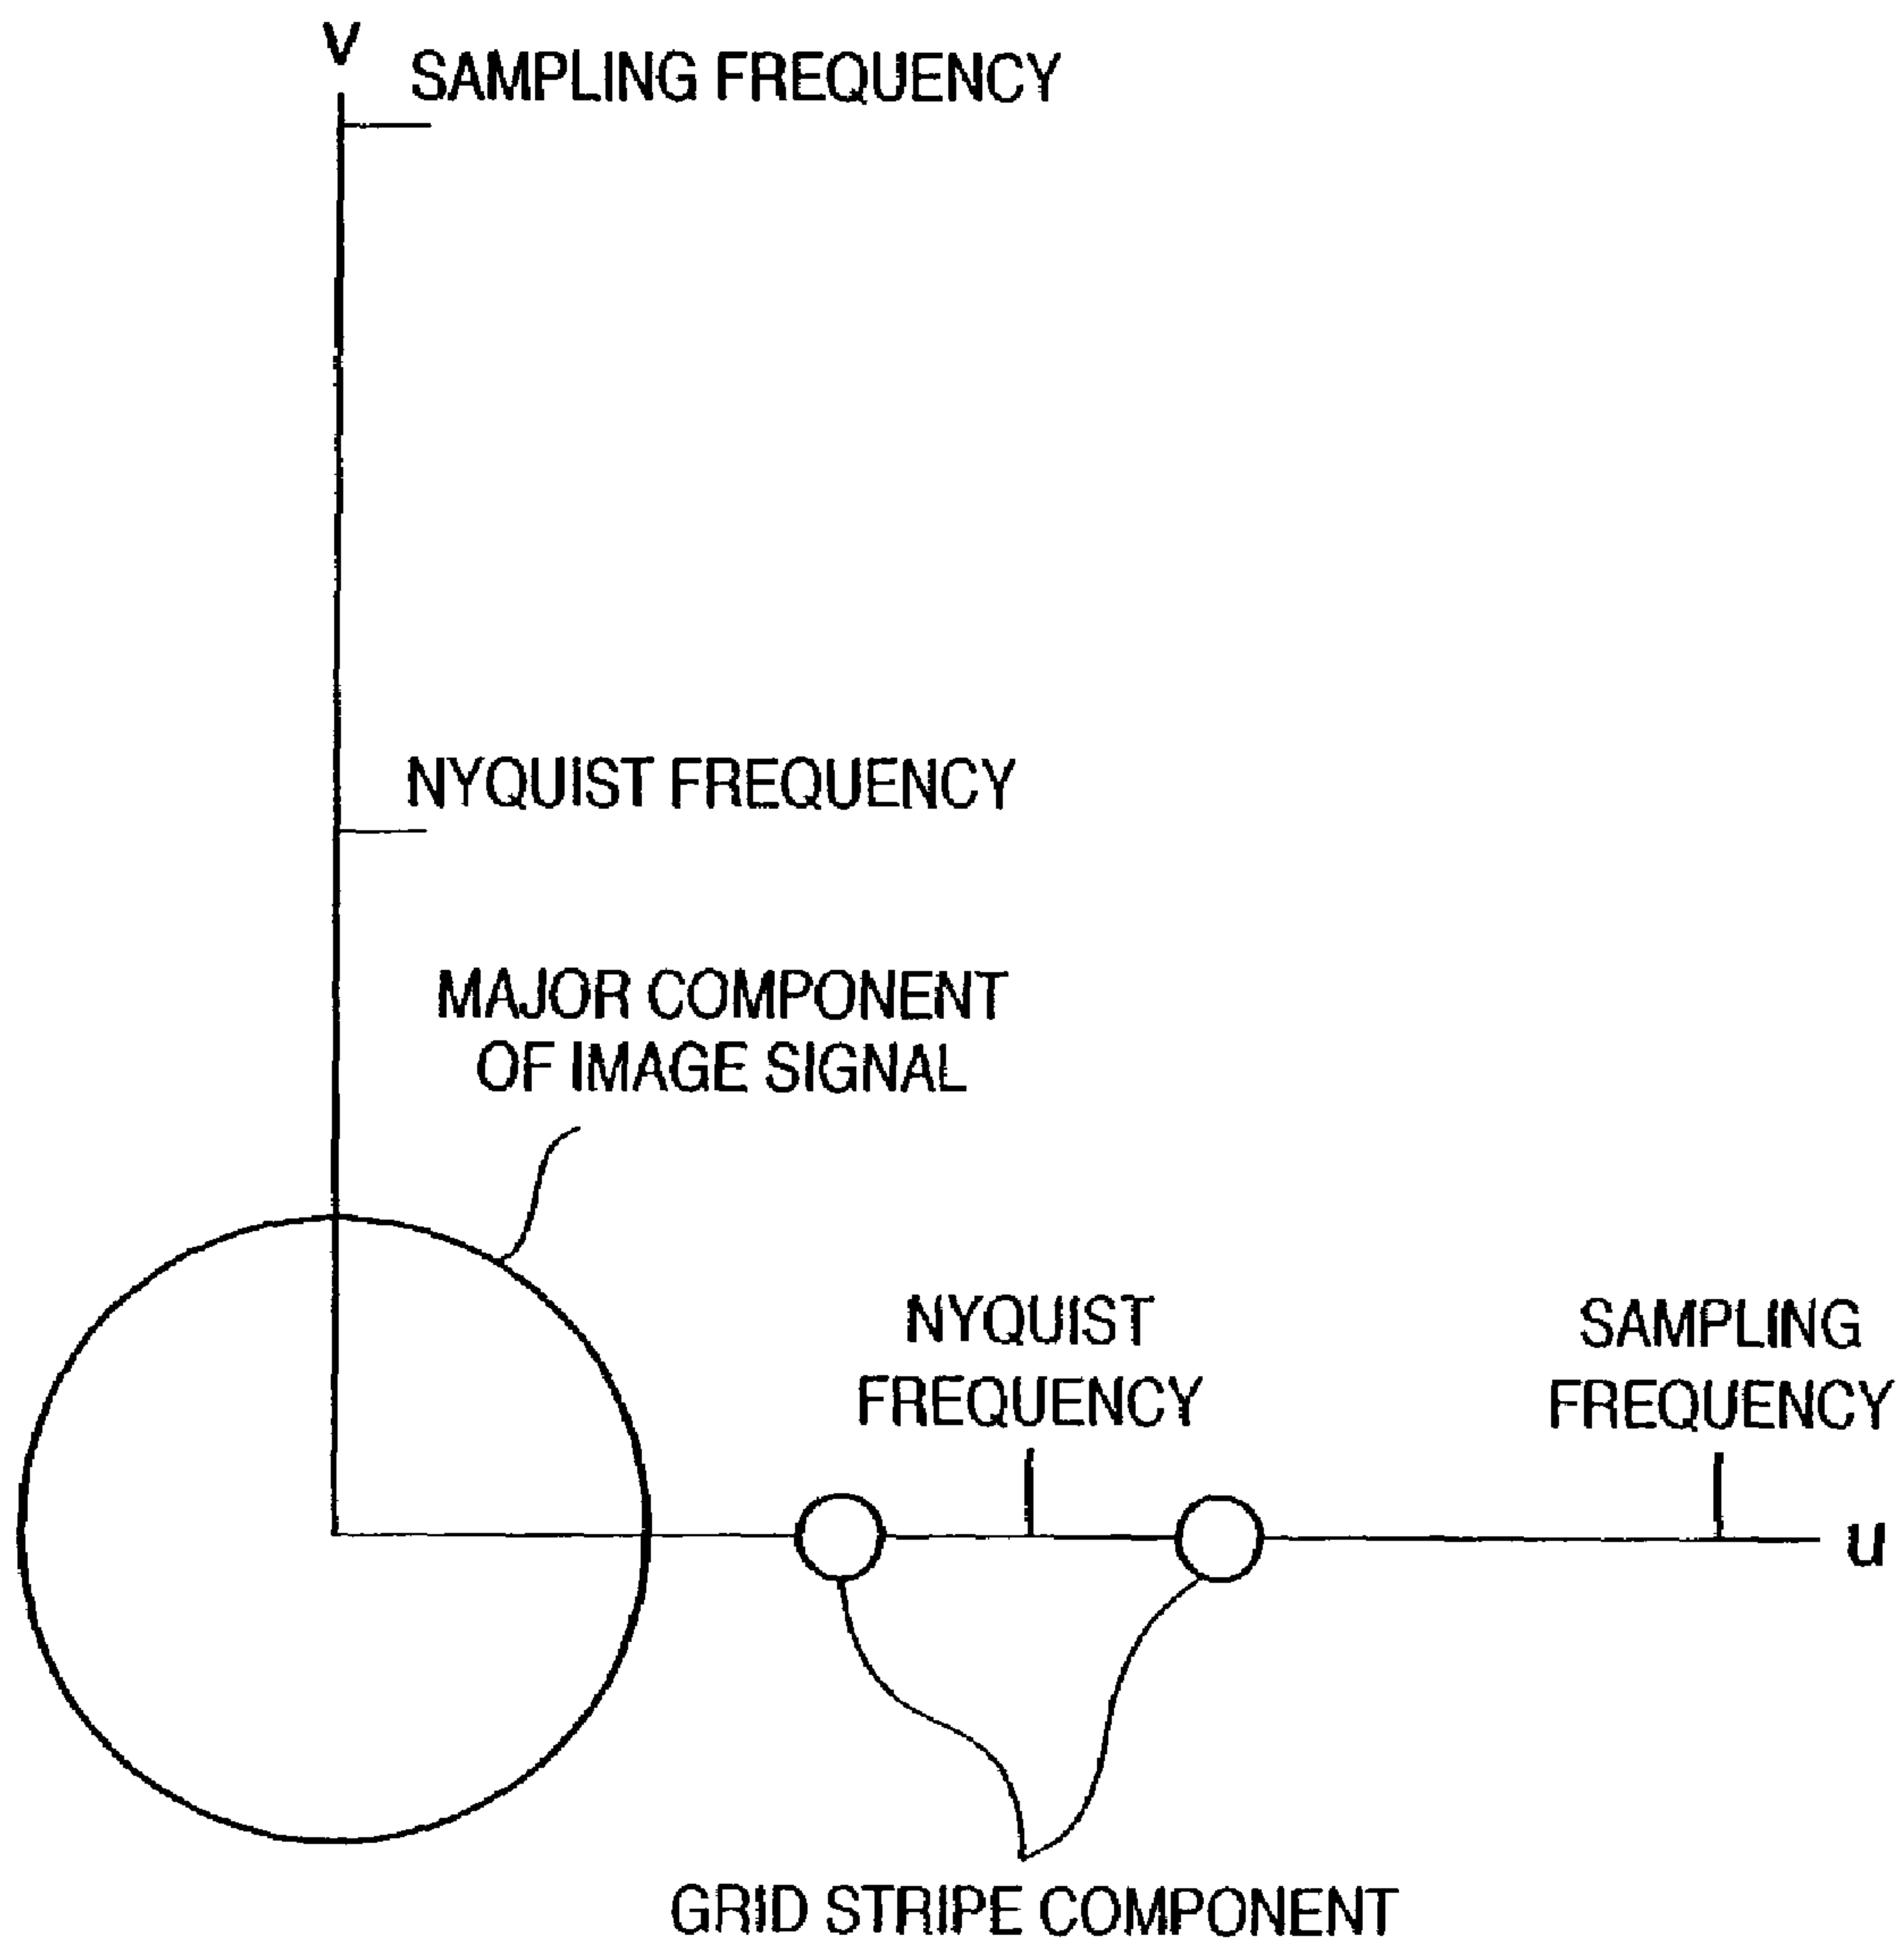 V
SAMPLING FREQUENCY
NYQUIST FREQUENCY
MAJOR COMPONENT
OF IMAGE SIGNAL
NYQUIST
FREQUENCY
SAMPLING
FREQUENCY
u
GRID STRIPE COMPONENT